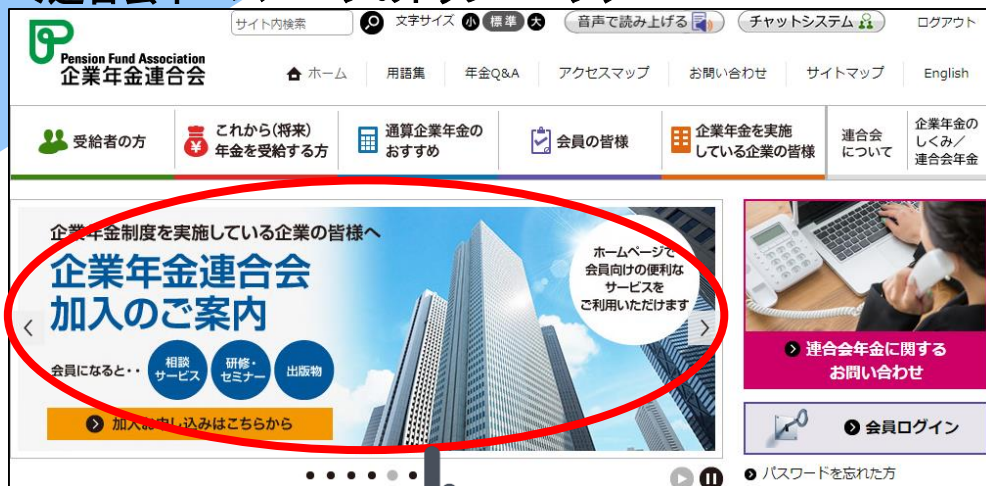 サイト内検索
文字サイズ 小 標準 大
音声で読み上げる
チャットシステム
ログアウト
Pension Fund Association
企業年金連合会
ホーム
用語集
年金Q&A
アクセスマップ
お問い合わせ
サイトマップ
English
受給者の方
これから(将来)
年金を受給する方
通算企業年金の
おすすめ
会員の皆様
企業年金を実施
している企業の皆様
連合会
について
企業年金の
しくみ/
連合会年金
企業年金制度を実施している企業の皆様へ
企業年金連合会
加入のご案内
会員になると・・
相談
サービス
研修・
セミナー
出版物
加入お申し込みはこちらから
ホームページで
会員向けの便利な
サービスを
ご利用いただけます
連合会年金に関する
お問い合わせ
会員ログイン
パスワードを忘れた方